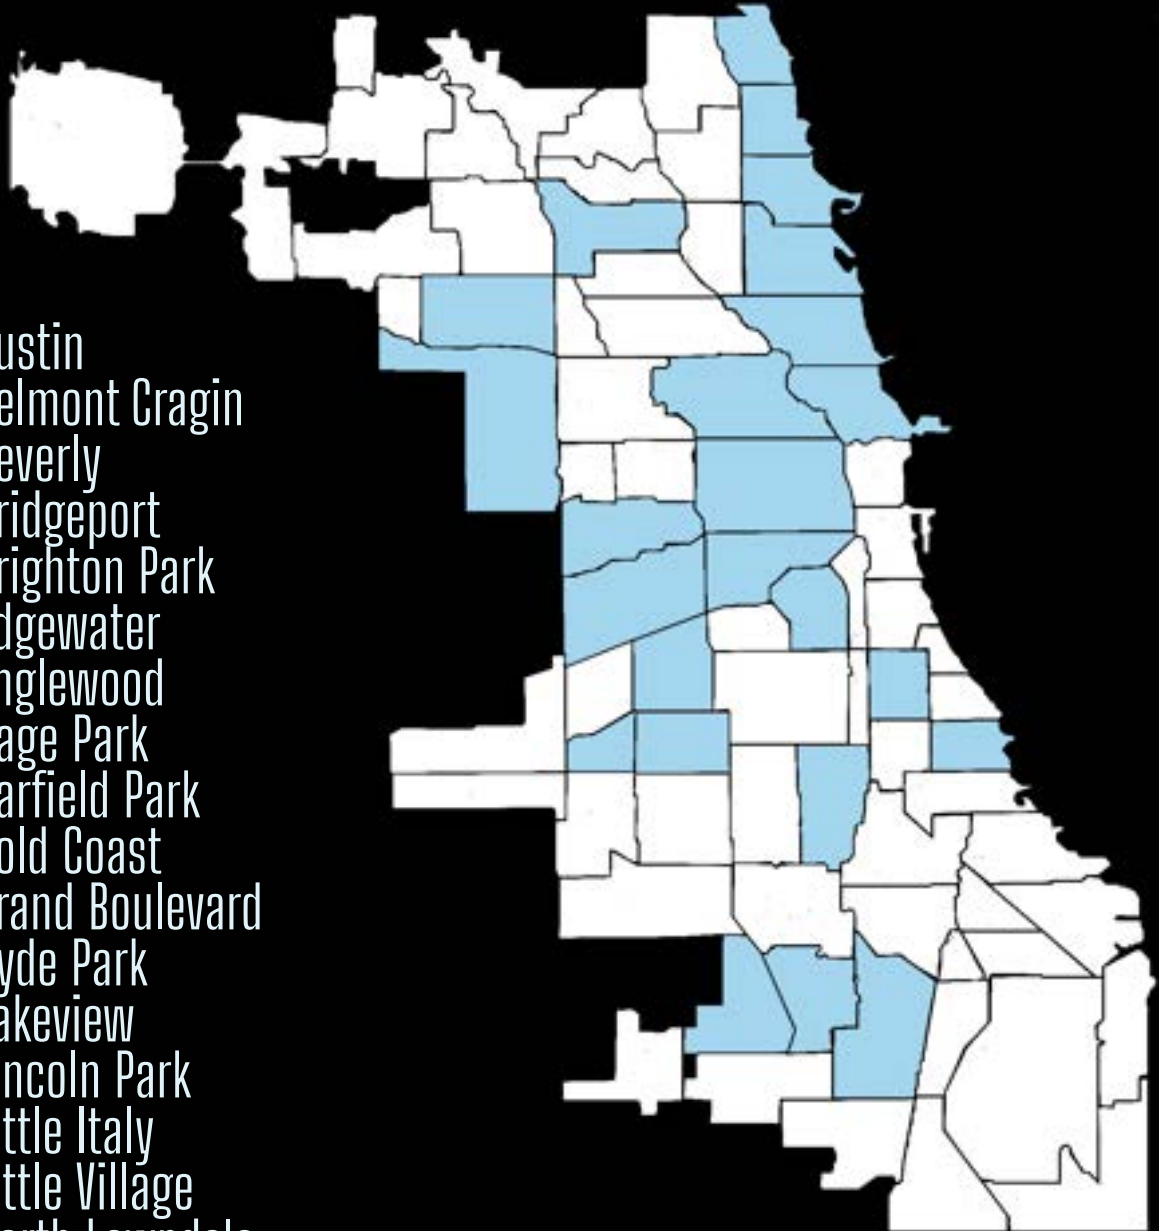 ustin
elmont Cragin
everly
ridgeport
righton Park
dgewater
nglewood
age Park
arfield Park
old Coast
rand Boulevard
yde Park
akeview
incoln Park
ttle Italy
ttle Village